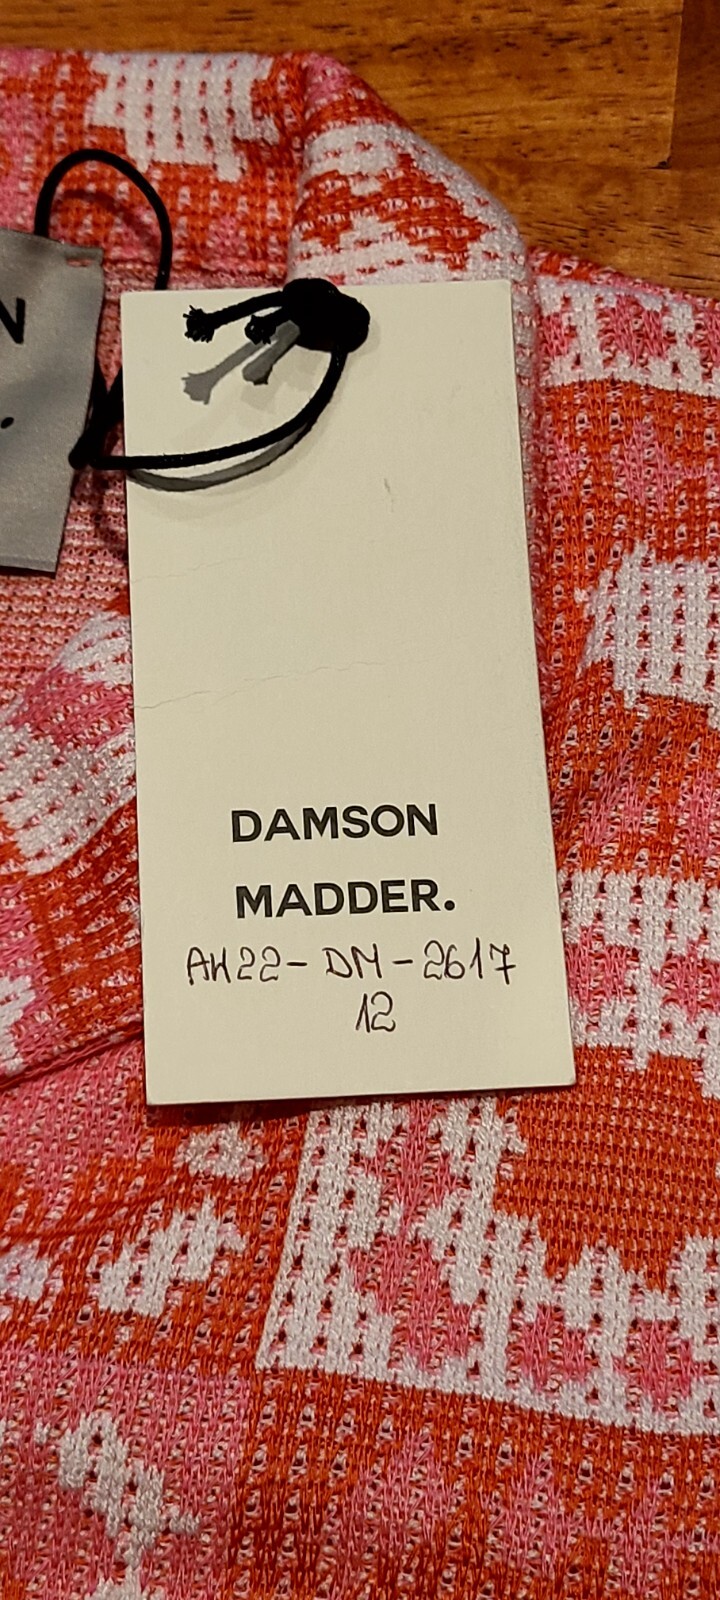 N
.
DAMSON
MADDER.
AW22-DM-2617
12